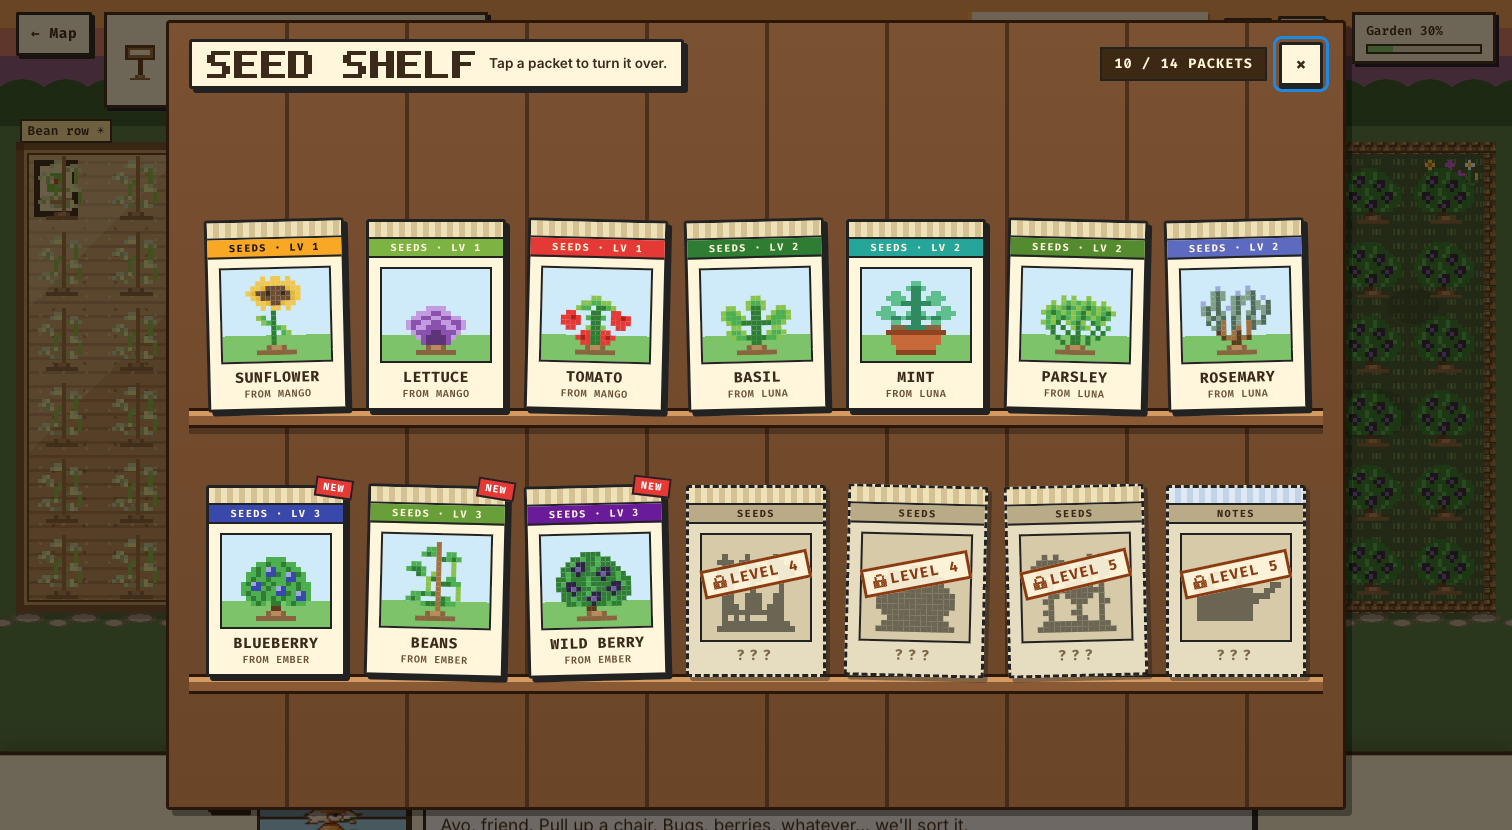 ← Map
Garden 30%
SEED SHELF
Tap a packet to turn it over.
10 / 14 PACKETS
×
Bean row ☀
SEEDS · LV 1
SUNFLOWER
FROM MANGO
SEEDS · LV 1
LETTUCE
FROM MANGO
SEEDS · LV 1
TOMATO
FROM MANGO
SEEDS · LV 2
BASIL
FROM LUNA
SEEDS · LV 2
MINT
FROM LUNA
SEEDS · LV 2
PARSLEY
FROM LUNA
SEEDS · LV 2
ROSEMARY
FROM LUNA
NEW
SEEDS · LV 3
BLUEBERRY
FROM EMBER
NEW
SEEDS · LV 3
BEANS
FROM EMBER
NEW
SEEDS · LV 3
WILD BERRY
FROM EMBER
SEEDS
LEVEL 4
???
SEEDS
LEVEL 4
???
SEEDS
LEVEL 5
???
NOTES
LEVEL 5
???
Ayo, friend. Pull up a chair. Bugs, berries, whatever... we'll sort it.